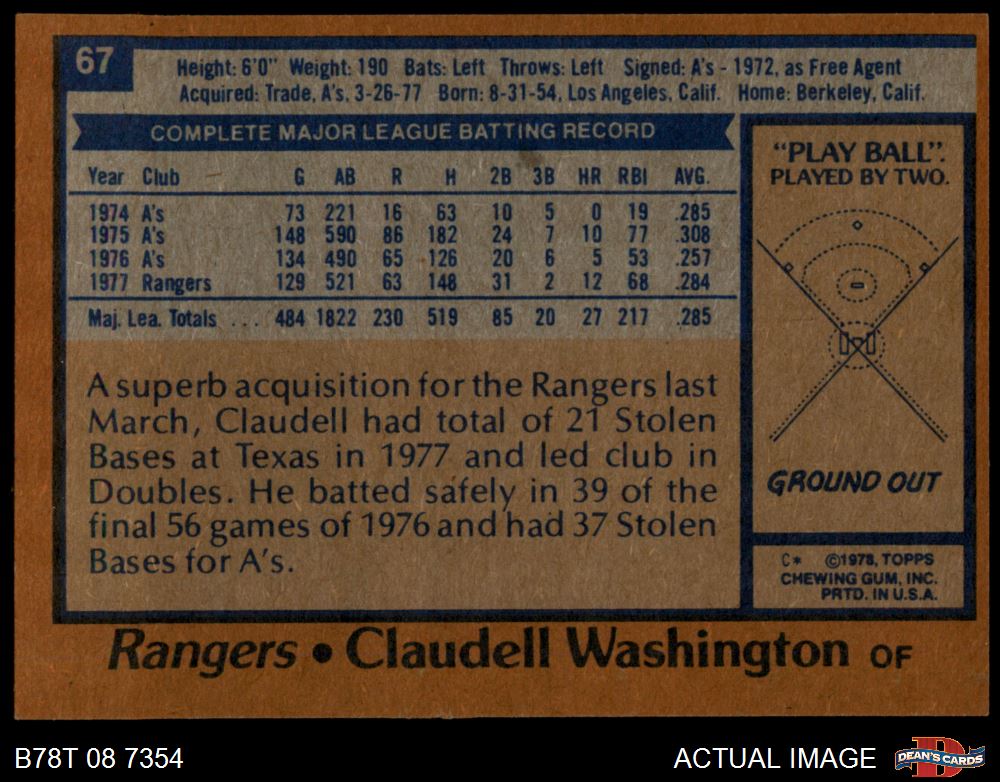 67
Height: 6'0" Weight: 190 Bats: Left Throws: Left Signed: A's - 1972, as Free Agent
Acquired: Trade, A's, 3-26-77 Born: 8-31-54, Los Angeles, Calif. Home: Berkeley, Calif.
COMPLETE MAJOR LEAGUE BATTING RECORD
Year Club G AB R H 2B 3B HR RBI AVG.
1974 A's 73 221 16 63 10 5 0 19 .285
1975 A's 148 590 86 182 24 7 10 77 .308
1976 A's 134 490 65 126 20 6 5 53 .257
1977 Rangers 129 521 63 148 31 2 12 68 .284
Maj. Lea. Totals ... 484 1822 230 519 85 20 27 217 .285
A superb acquisition for the Rangers last
March, Claudell had total of 21 Stolen
Bases at Texas in 1977 and led club in
Doubles. He batted safely in 39 of the
final 56 games of 1976 and had 37 Stolen
Bases for A's.
"PLAY BALL".
PLAYED BY TWO.
GROUND OUT
C* ©1978, TOPPS
CHEWING GUM, INC.
PRTD. IN U.S.A.
Rangers • Claudell Washington OF
B78T 08 7354
ACTUAL IMAGE
D
DEAN'S CARDS